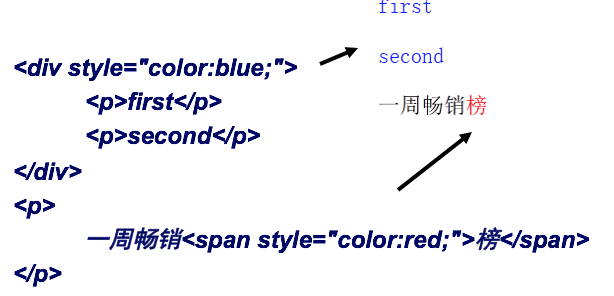 first
second
一周畅销榜
<div style="color:blue;">
<p>first</p>
<p>second</p>
</div>
<p>
一周畅销<span style="color:red;">榜</span>
</p>